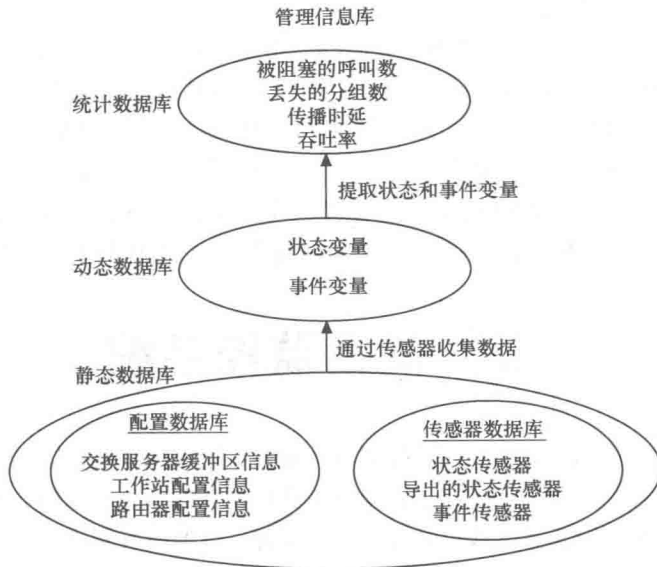 管理信息库
统计数据库
被阻塞的呼叫数
丢失的分组数
传播时延
吞吐率
提取状态和事件变量
动态数据库
状态变量
事件变量
通过传感器收集数据
静态数据库
配置数据库
交换服务器缓冲区信息
工作站配置信息
路由器配置信息
传感器数据库
状态传感器
导出的状态传感器
事件传感器